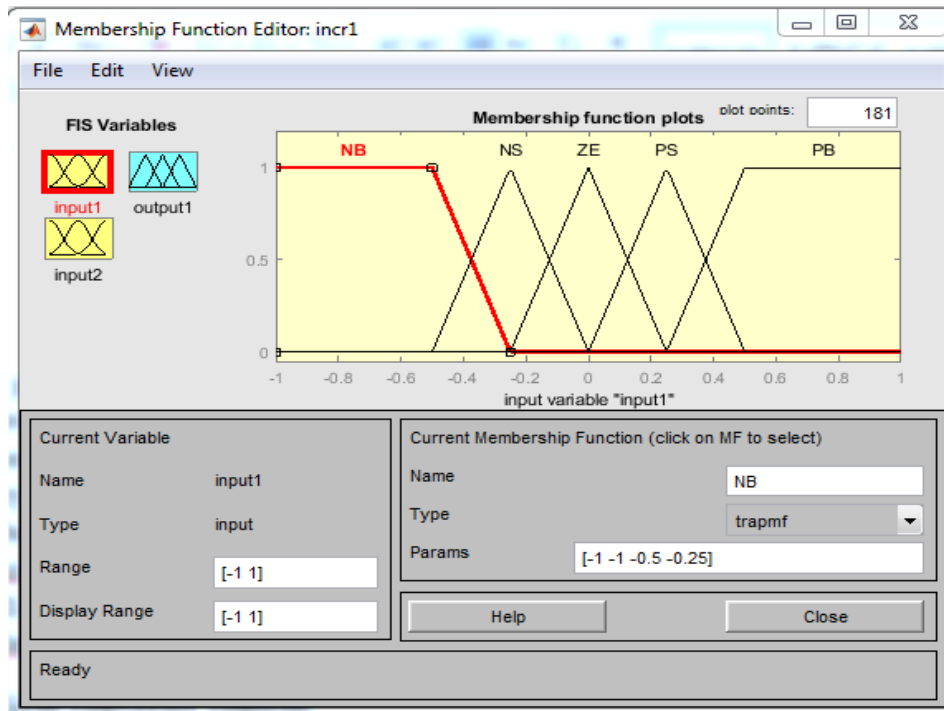 Membership Function Editor: incr1
File Edit View
FIS Variables
input1 output1
input2
Membership function plots plot points: 181
NB NS ZE PS PB
1
0.5
0
-1 -0.8 -0.6 -0.4 -0.2 0 0.2 0.4 0.6 0.8 1
input variable "input1"
Current Variable
Name input1
Type input
Range [-1 1]
Display Range [-1 1]
Current Membership Function (click on MF to select)
Name NB
Type trapmf
Params [-1 -1 -0.5 -0.25]
Help Close
Ready